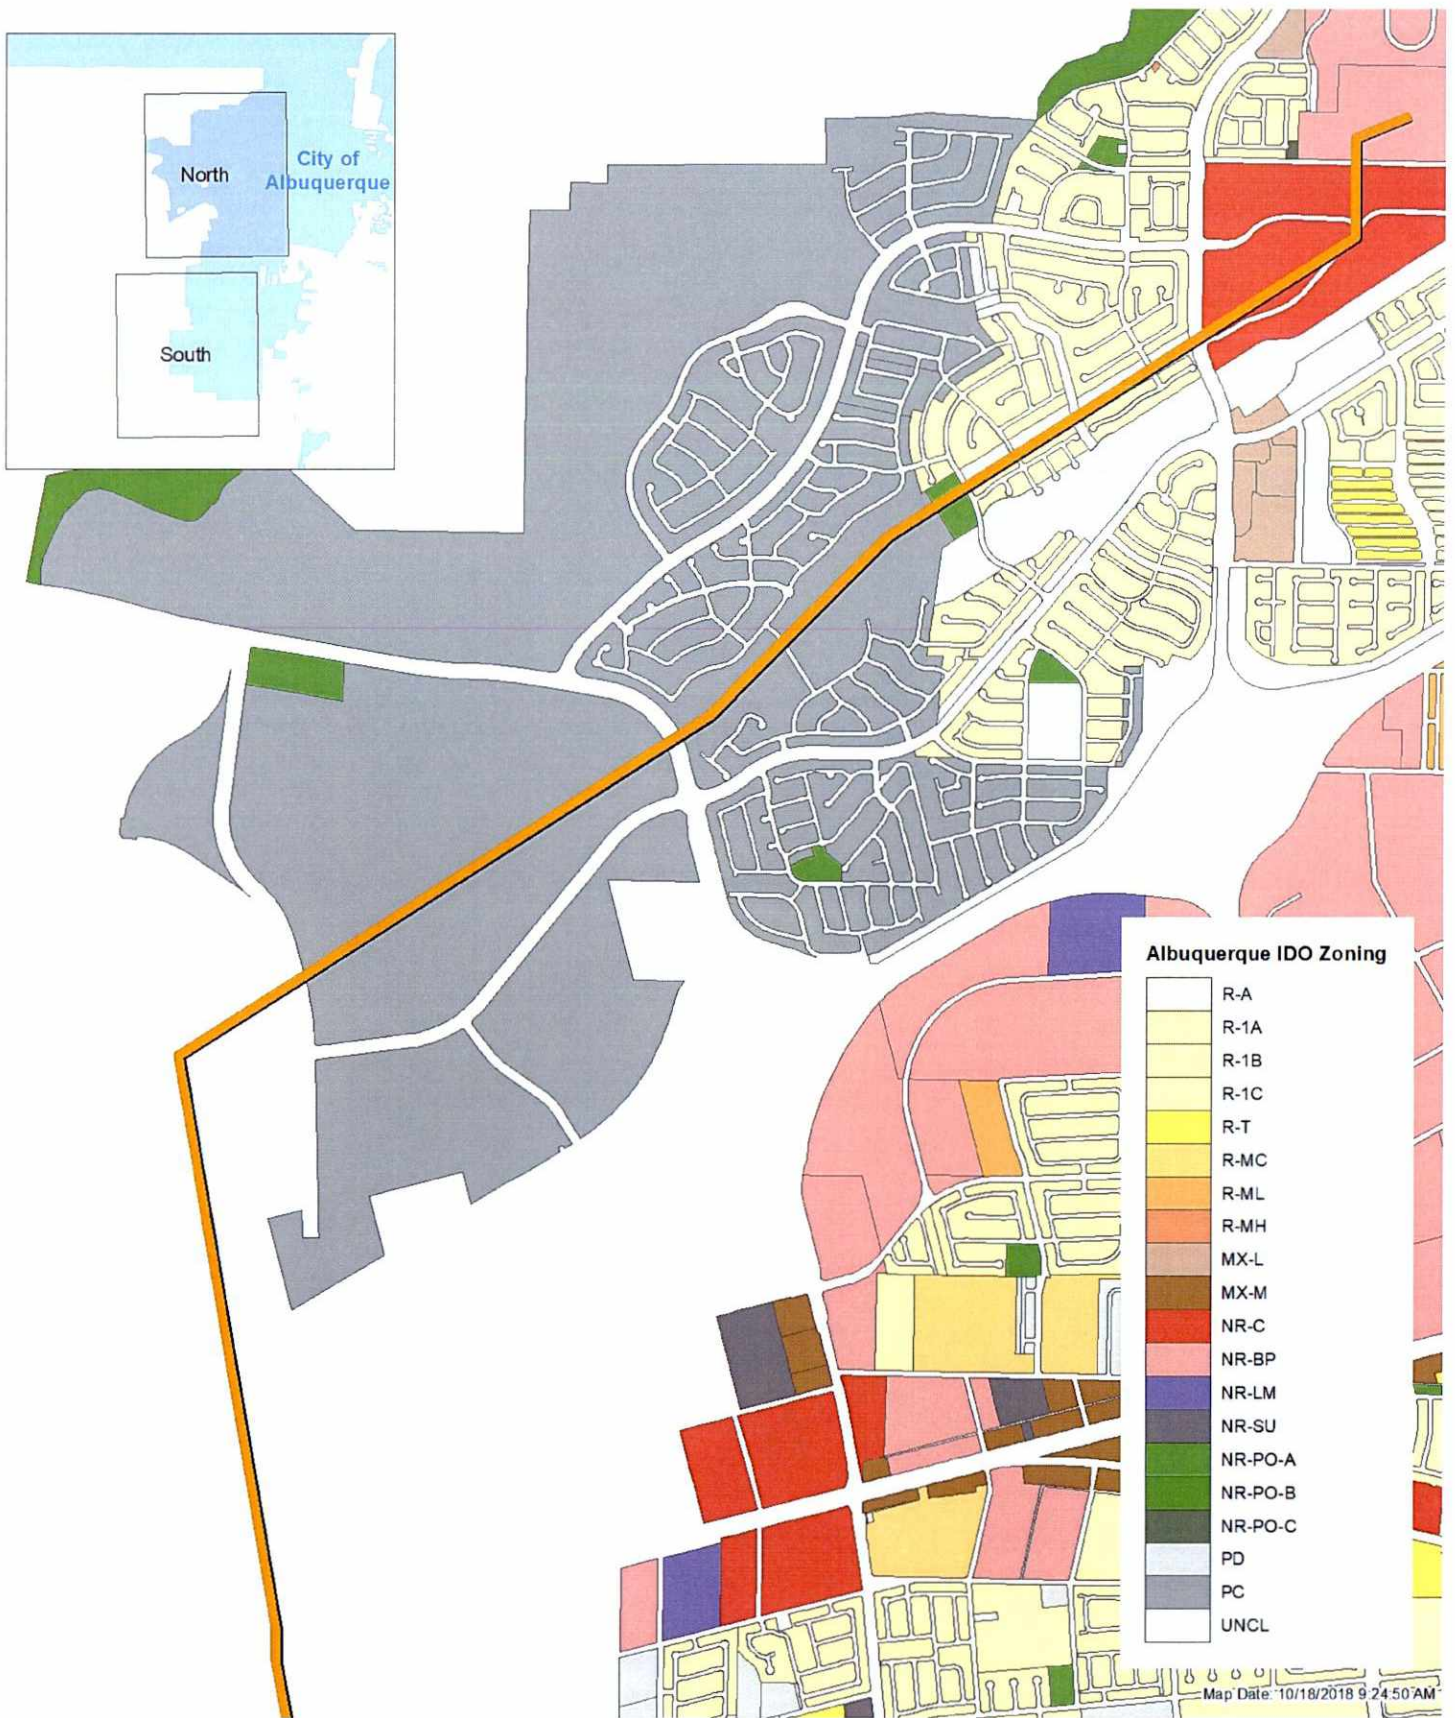 North
City of
Albuquerque
South
Albuquerque IDO Zoning
R-A
R-1A
R-1B
R-1C
R-T
R-MC
R-ML
R-MH
MX-L
MX-M
NR-C
NR-BP
NR-LM
NR-SU
NR-PO-A
NR-PO-B
NR-PO-C
PD
PC
UNCL
Map Date: 10/18/2018 9:24:50 AM